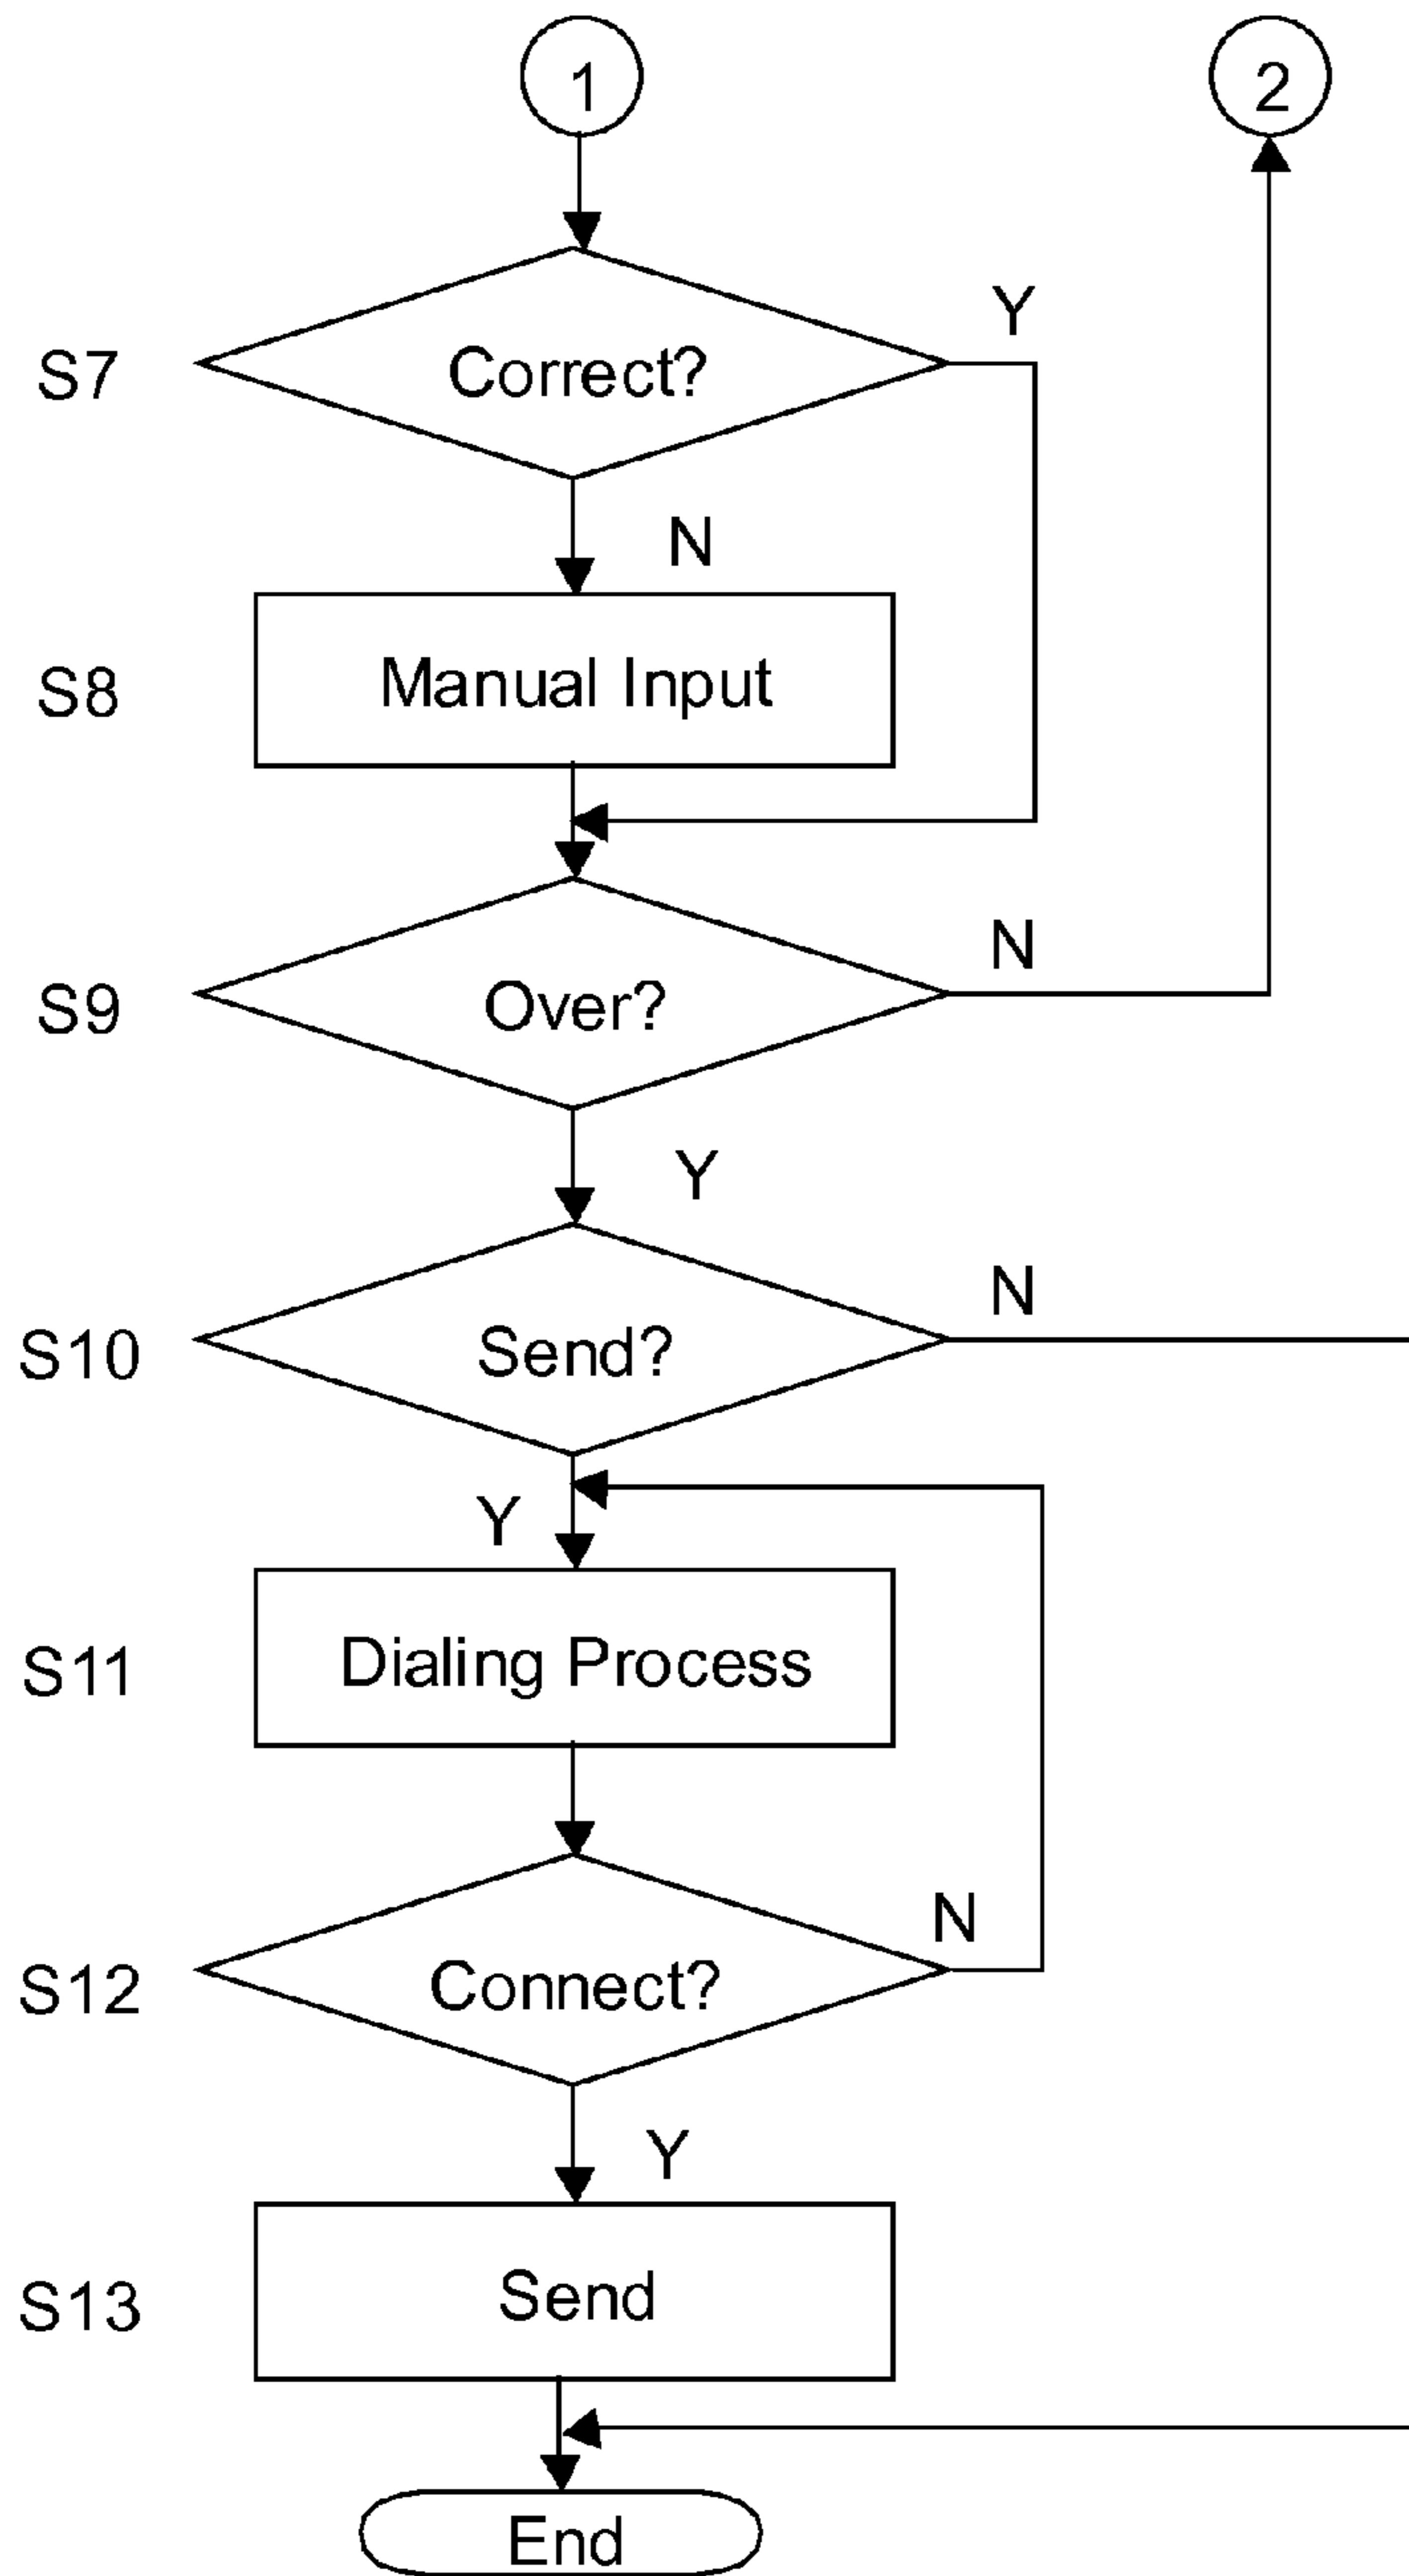 1
2
Y
S7
Correct?
N
S8
Manual Input
N
S9
Over?
Y
N
S10
Send?
Y
S11
Dialing Process
N
S12
Connect?
Y
S13
Send
End